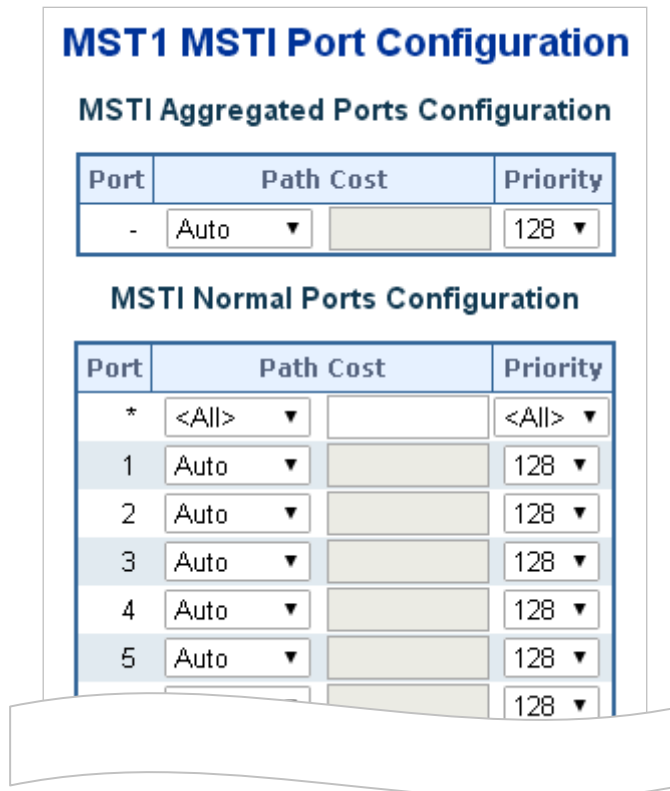 MST1 MSTI Port Configuration
MSTI Aggregated Ports Configuration
Port Path Cost Priority
- Auto 128
MSTI Normal Ports Configuration
Port Path Cost Priority
* <All> <All>
1 Auto 128
2 Auto 128
3 Auto 128
4 Auto 128
5 Auto 128
128